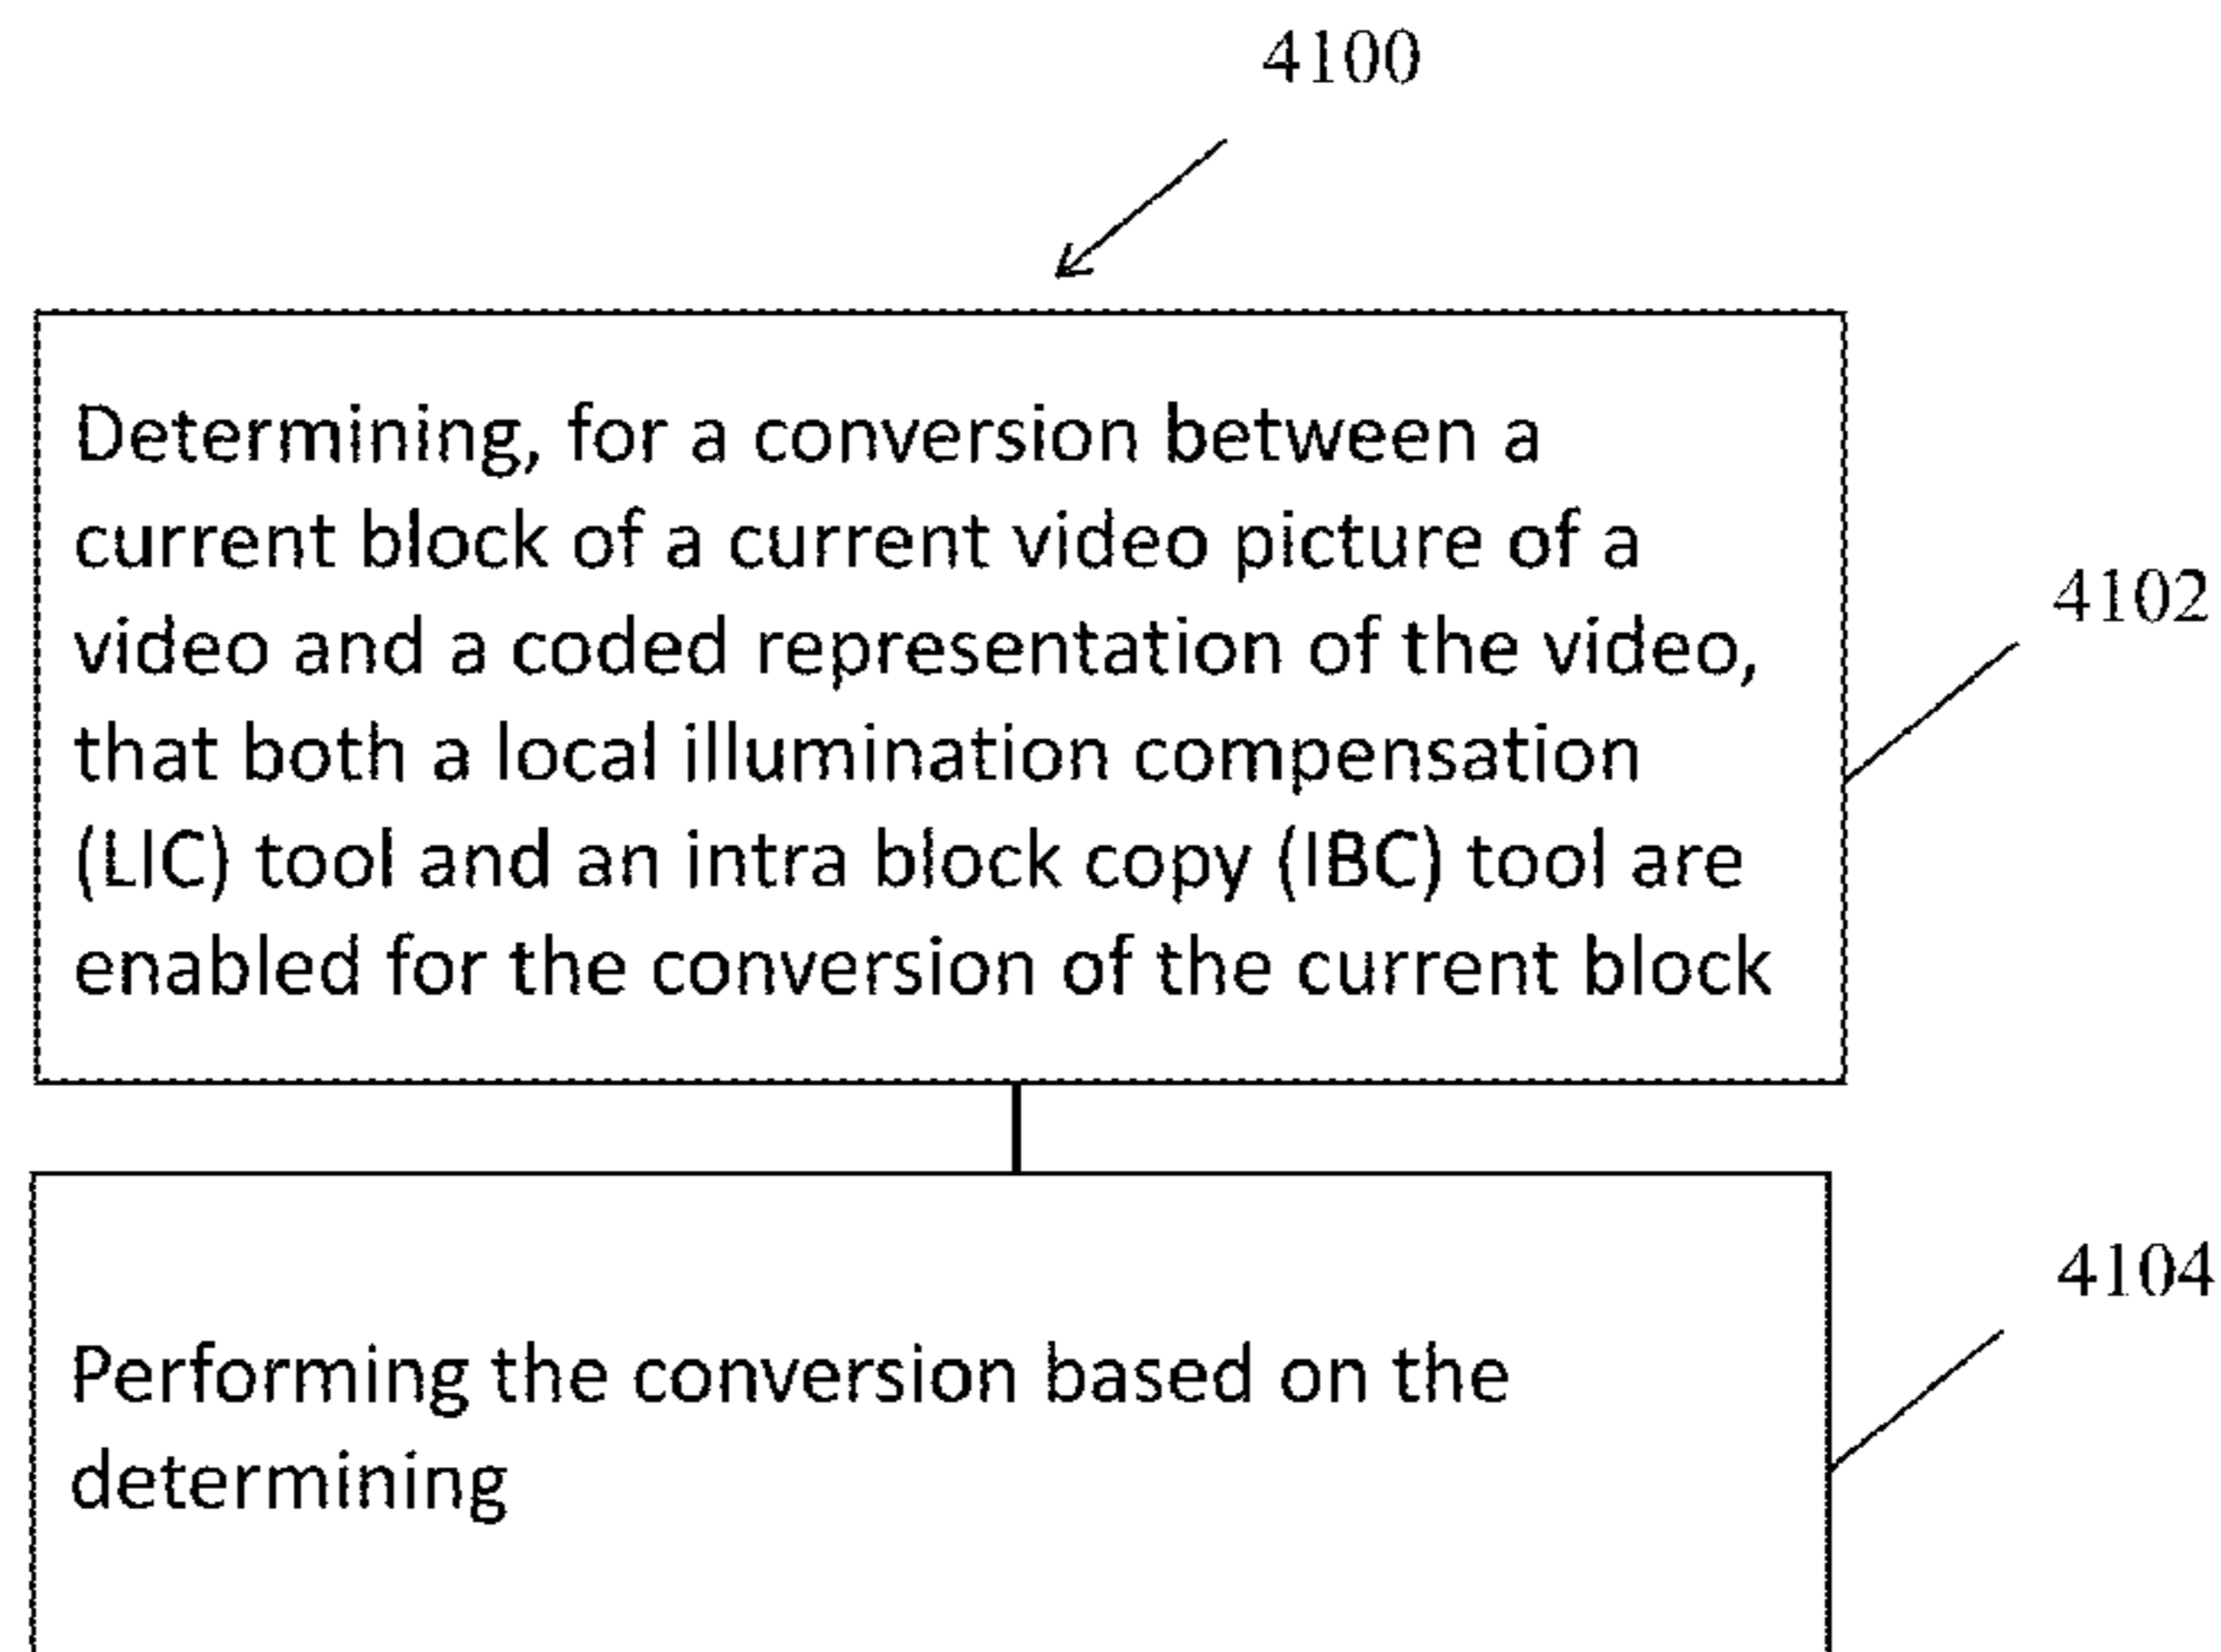 4100
Determining, for a conversion between a
current block of a current video picture of a
video and a coded representation of the video,
that both a local illumination compensation
(LIC) tool and an intra block copy (IBC) tool are
enabled for the conversion of the current block
4102
Performing the conversion based on the
determining
4104